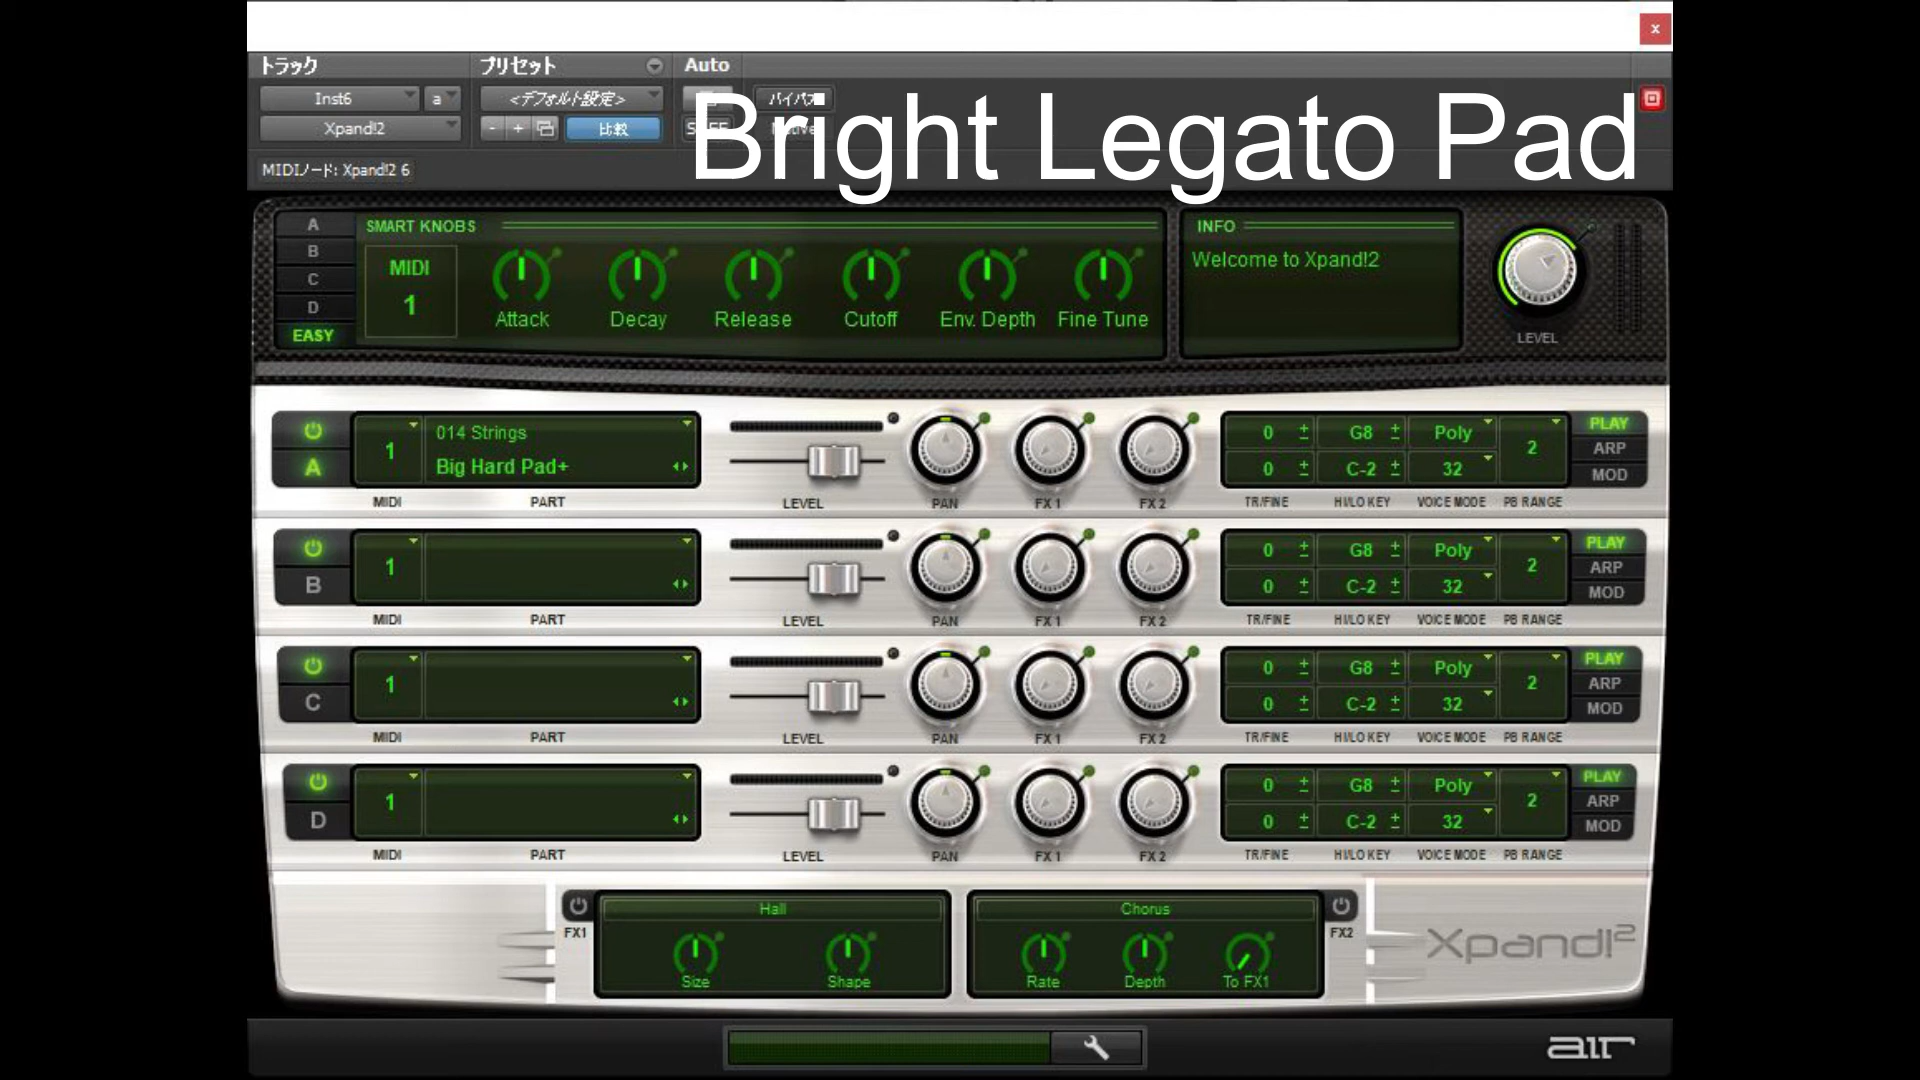 x
トラック
プリセット
Auto
Inst6
a
<デフォルト設定>
バイパス
Xpand!2
- +
比較
Bright Legato Pad
MIDIノード: Xpand!2 6
A
B
C
D
EASY
SMART KNOBS
MIDI
1
Attack
Decay
Release
Cutoff
Env. Depth
Fine Tune
INFO
Welcome to Xpand!2
LEVEL
A
1
014 Strings
Big Hard Pad+
0 ± G8 ± Poly
0 ± C-2 ± 32
2
PLAY
ARP
MOD
MIDI PART LEVEL PAN FX 1 FX 2 TR/FINE HI/LO KEY VOICE MODE PB RANGE
B
1
0 ± G8 ± Poly
0 ± C-2 ± 32
2
PLAY
ARP
MOD
MIDI PART LEVEL PAN FX 1 FX 2 TR/FINE HI/LO KEY VOICE MODE PB RANGE
C
1
0 ± G8 ± Poly
0 ± C-2 ± 32
2
PLAY
ARP
MOD
MIDI PART LEVEL PAN FX 1 FX 2 TR/FINE HI/LO KEY VOICE MODE PB RANGE
D
1
0 ± G8 ± Poly
0 ± C-2 ± 32
2
PLAY
ARP
MOD
MIDI PART LEVEL PAN FX 1 FX 2 TR/FINE HI/LO KEY VOICE MODE PB RANGE
FX1
Hall
Size
Shape
Chorus
Rate
Depth
To FX1
FX2
Xpand!2
air